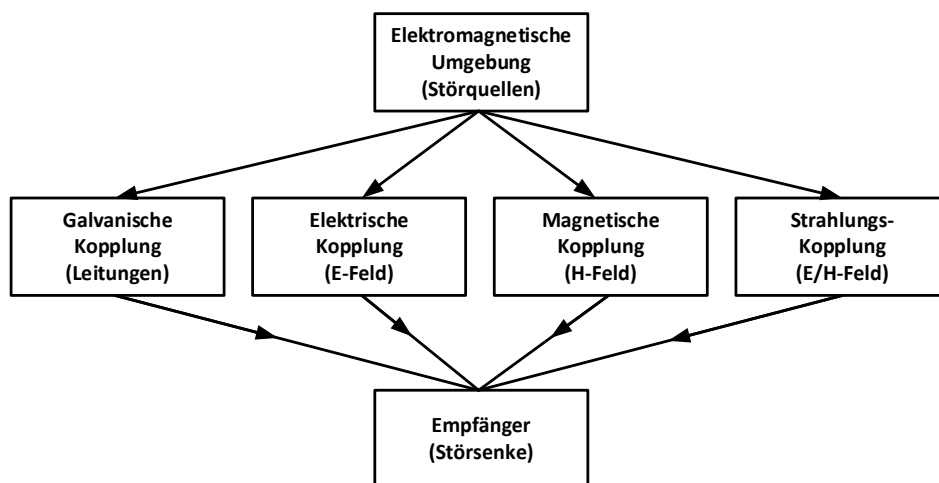 Elektromagnetische
Umgebung
(Störquellen)
Galvanische
Kopplung
(Leitungen)
Elektrische
Kopplung
(E-Feld)
Magnetische
Kopplung
(H-Feld)
Strahlungs-
Kopplung
(E/H-Feld)
Empfänger
(Störsenke)